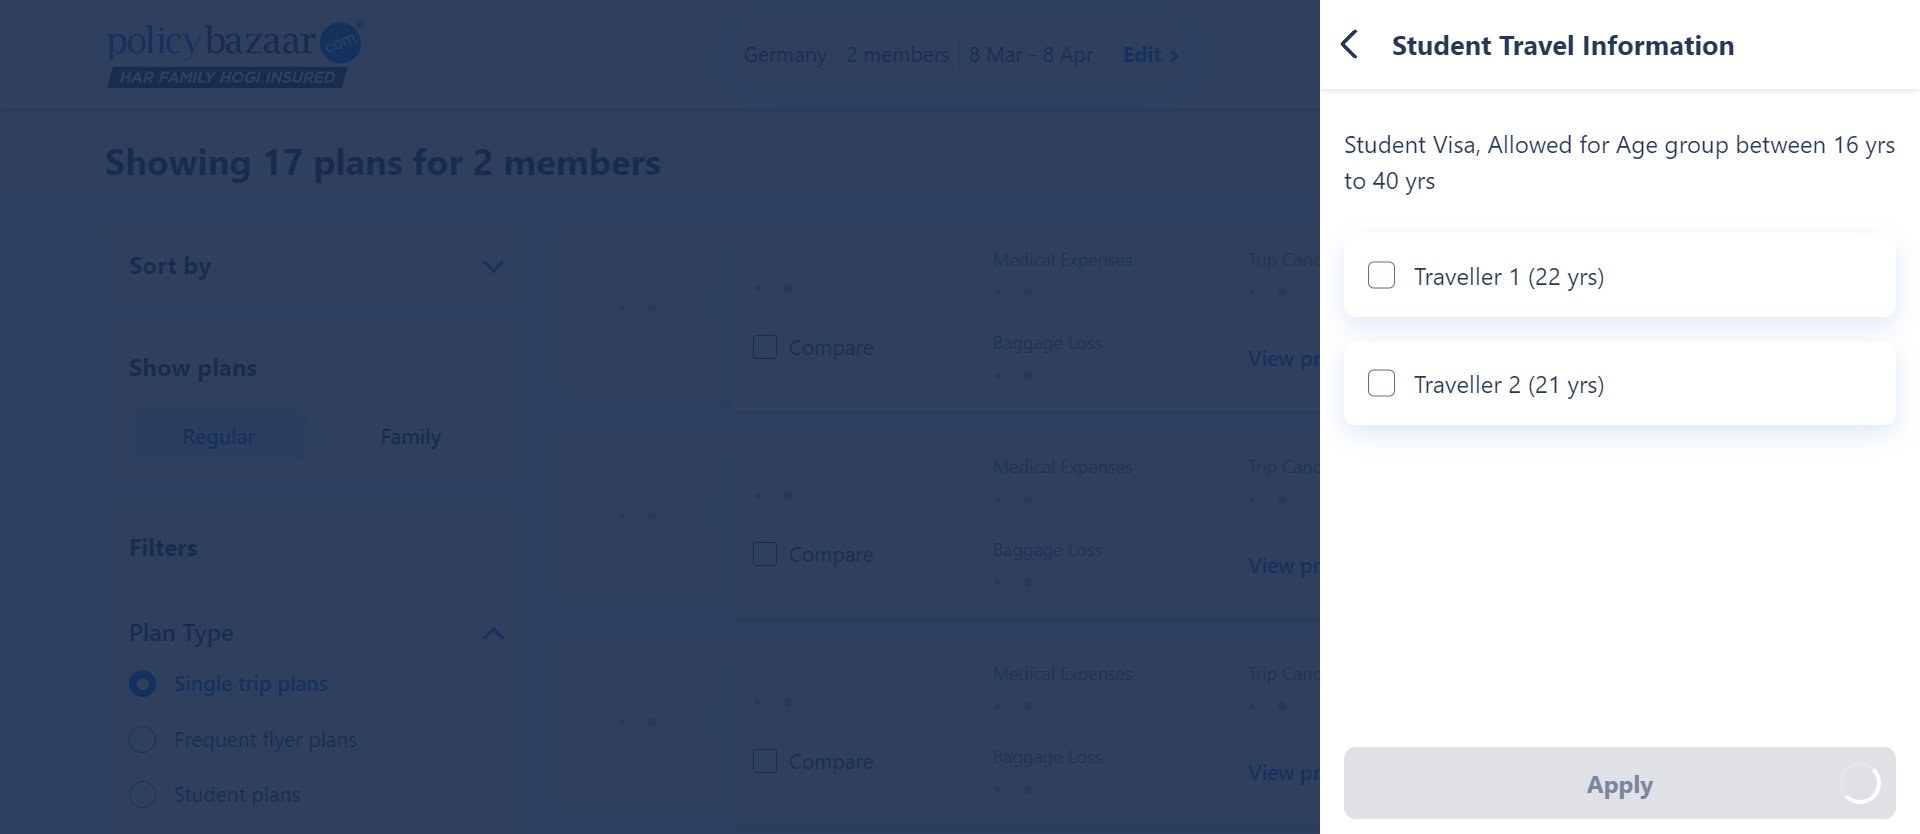 policybazaar.com®
HAR FAMILY HOGI INSURED
Germany
2 members
8 Mar - 8 Apr
Edit
Showing 17 plans for 2 members
Sort by
Show plans
Regular
Family
Filters
Plan Type
Single trip plans
Frequent flyer plans
Student plans
Medical Expenses
Trip Canc
Compare
Baggage Loss
View pr
Medical Expenses
Trip Canc
Compare
Baggage Loss
View pr
Medical Expenses
Trip Canc
Compare
Baggage Loss
View pr
Student Travel Information
Student Visa, Allowed for Age group between 16 yrs
to 40 yrs
Traveller 1 (22 yrs)
Traveller 2 (21 yrs)
Apply